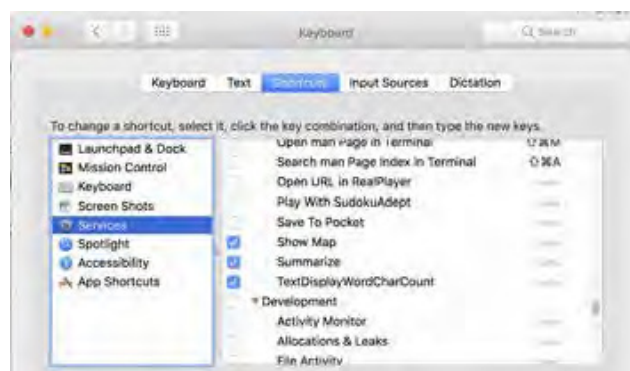 Keyboard
Search
Keyboard Text Shortcuts Input Sources Dictation
To change a shortcut, select it, click the key combination, and then type the new keys.
Launchpad & Dock
Mission Control
Keyboard
Screen Shots
Services
Spotlight
Accessibility
App Shortcuts
Open man Page in Terminal ⇧⌘M
Search man Page Index in Terminal ⇧⌘A
Open URL in RealPlayer
Play With SudokuAdept
Save To Pocket
Show Map
Summarize
TextDisplayWordCharCount
Development
Activity Monitor
Allocations & Leaks
File Activity